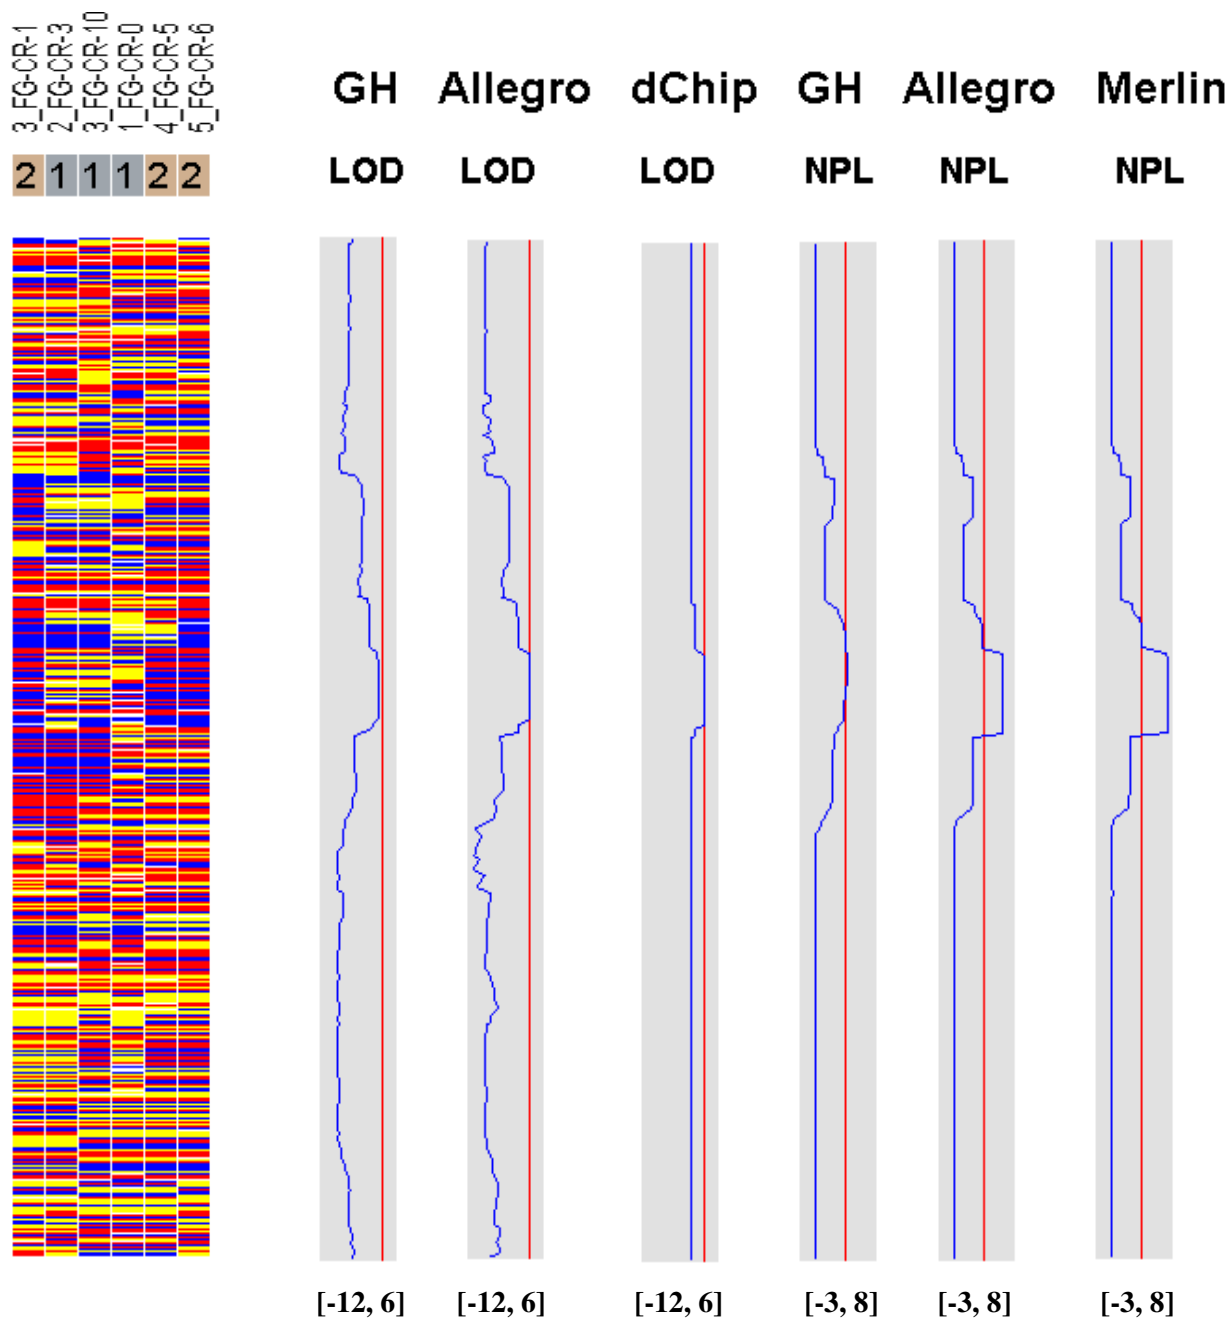 3_FG-CR-1
2_FG-CR-3
3_FG-CR-10
1_FG-CR-0
4_FG-CR-5
5_FG-CR-6
GH Allegro dChip GH Allegro Merlin
2 1 1 1 2 2 LOD LOD LOD NPL NPL NPL
[-12, 6] [-12, 6] [-12, 6] [-3, 8] [-3, 8] [-3, 8]